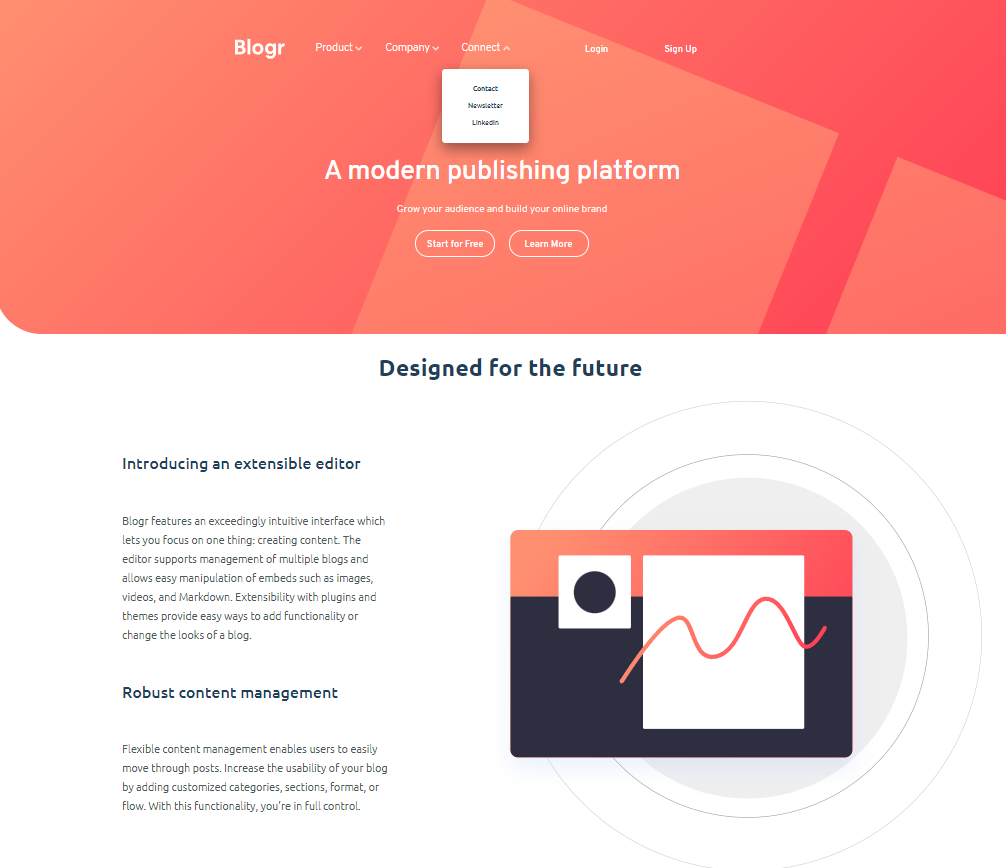 Blogr Product Company Connect Login Sign Up
Contact
Newsletter
LinkedIn
A modern publishing platform
Grow your audience and build your online brand
Start for Free Learn More
Designed for the future
Introducing an extensible editor
Blogr features an exceedingly intuitive interface which
lets you focus on one thing: creating content. The
editor supports management of multiple blogs and
allows easy manipulation of embeds such as images,
videos, and Markdown. Extensibility with plugins and
themes provide easy ways to add functionality or
change the looks of a blog.
Robust content management
Flexible content management enables users to easily
move through posts. Increase the usability of your blog
by adding customized categories, sections, format, or
flow. With this functionality, you’re in full control.